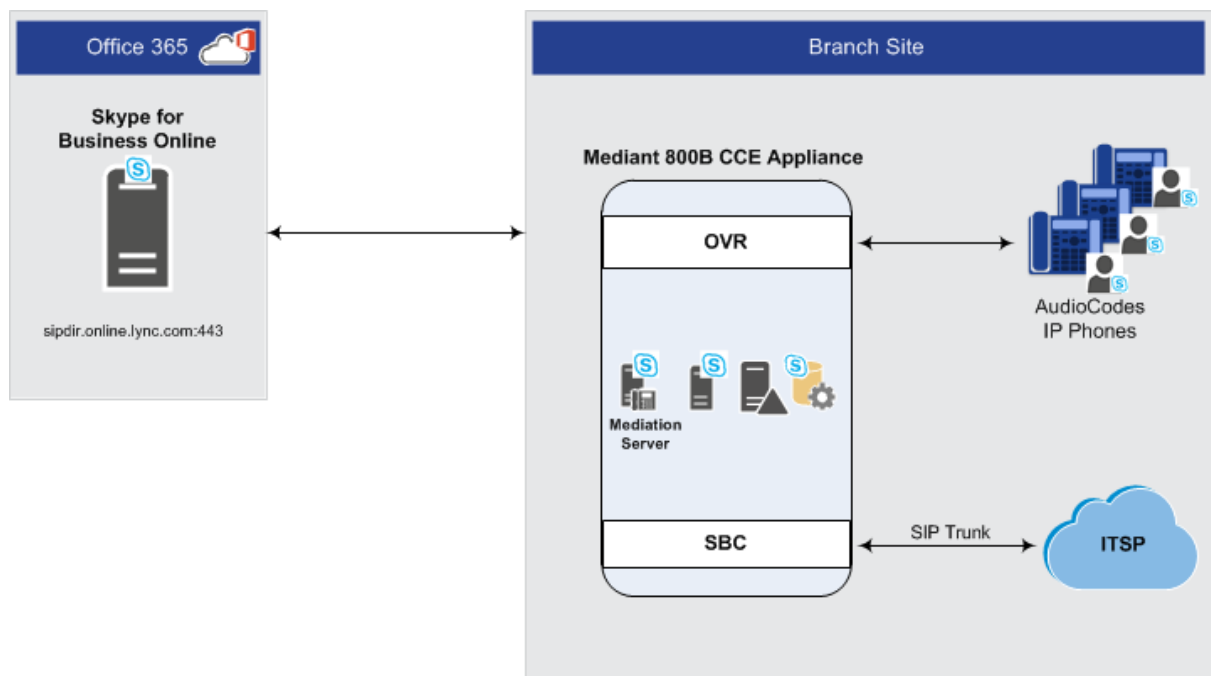 Office 365
Branch Site
Skype for
Business Online
sipdir.online.lync.com:443
Mediant 800B CCE Appliance
OVR
Mediation
Server
SBC
AudioCodes
IP Phones
SIP Trunk
ITSP